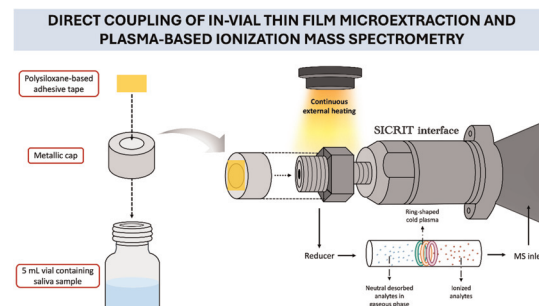 DIRECT COUPLING OF IN-VIAL THIN FILM MICROEXTRACTION AND
PLASMA-BASED IONIZATION MASS SPECTROMETRY
Polysiloxane-based
adhesive tape
Metallic cap
5 mL vial containing
saliva sample
Continuous
external heating
SICRIT interface
Ring-shaped
cold plasma
Reducer
MS inle
Neutral desorbed
analytes in
gaseous phase
Ionized
analytes